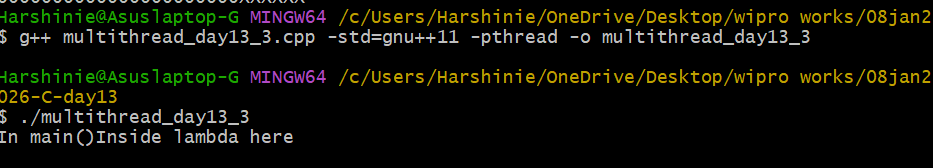 Harshinie@Asuslaptop-G MINGW64 /c/Users/Harshinie/OneDrive/Desktop/wipro works/08jan2
$ g++ multithread_day13_3.cpp -std=gnu++11 -pthread -o multithread_day13_3
Harshinie@Asuslaptop-G MINGW64 /c/Users/Harshinie/OneDrive/Desktop/wipro works/08jan2
026-C-day13
$ ./multithread_day13_3
In main()Inside lambda here